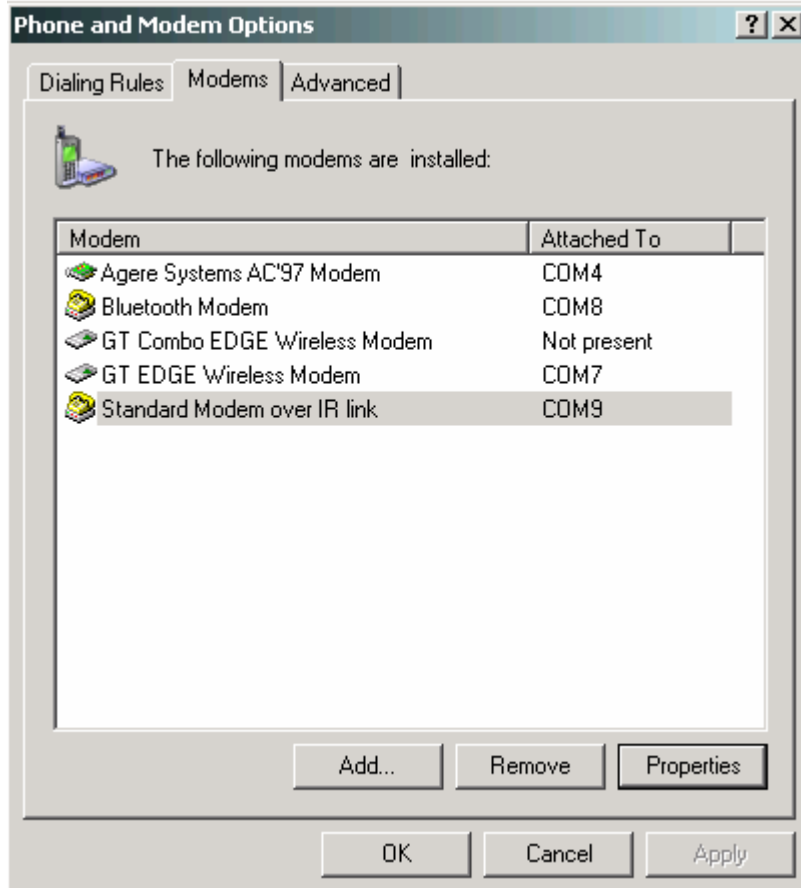 Phone and Modem Options
Dialing Rules Modems Advanced
The following modems are installed:
Modem Attached To
Agere Systems AC'97 Modem COM4
Bluetooth Modem COM8
GT Combo EDGE Wireless Modem Not present
GT EDGE Wireless Modem COM7
Standard Modem over IR link COM9
Add... Remove Properties
OK Cancel Apply